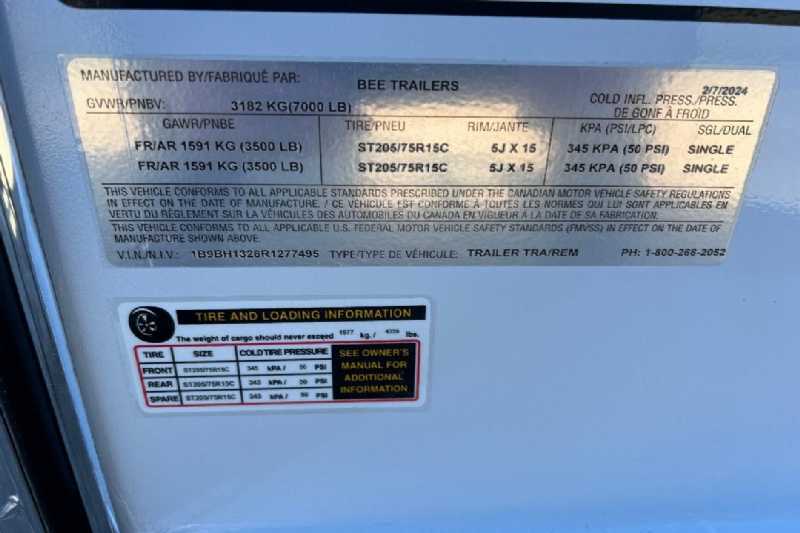 MANUFACTURED BY/FABRIQUÉ PAR: BEE TRAILERS 2/7/2024
GVWR/PNBV: 3182 KG(7000 LB) COLD INFL. PRESS./PRESS.
DE GONF À FROID
GAWR/PNBE TIRE/PNEU RIM/JANTE KPA (PSI/LPC) SGL/DUAL
FR/AR 1591 KG (3500 LB) ST205/75R15C 5J X 15 345 KPA (50 PSI) SINGLE
FR/AR 1591 KG (3500 LB) ST205/75R15C 5J X 15 345 KPA (50 PSI) SINGLE
THIS VEHICLE CONFORMS TO ALL APPLICABLE STANDARDS PRESCRIBED UNDER THE CANADIAN MOTOR VEHICLE SAFETY REGULATIONS
IN EFFECT ON THE DATE OF MANUFACTURE. / CE VÉHICULE EST CONFORME À TOUTES LES NORMES QUI LUI SONT APPLICABLES EN
VERTU DU RÈGLEMENT SUR LA VÉHICULES DES AUTOMOBILES DU CANADA EN VIGUEUR A LA DATE DE SA FABRICATION.
THIS VEHICLE CONFORMS TO ALL APPLICABLE U.S. FEDERAL MOTOR VEHICLE SAFETY STANDARDS (FMVSS) IN EFFECT ON THE DATE OF
MANUFACTURE SHOWN ABOVE.
V.I.N./N.I.V.: 1B9BH1326R1277495 TYPE/TYPE DE VÉHICULE: TRAILER TRA/REM PH: 1-800-266-2052
TIRE AND LOADING INFORMATION
The weight of cargo should never exceed kg. / lbs.
TIRE SIZE COLD TIRE PRESSURE
FRONT ST205/75R15C 345 kPA / 50 PSI
REAR ST205/75R15C 345 kPA / 50 PSI
SPARE ST205/75R15C 345 kPA / 50 PSI
SEE OWNER'S
MANUAL FOR
ADDITIONAL
INFORMATION